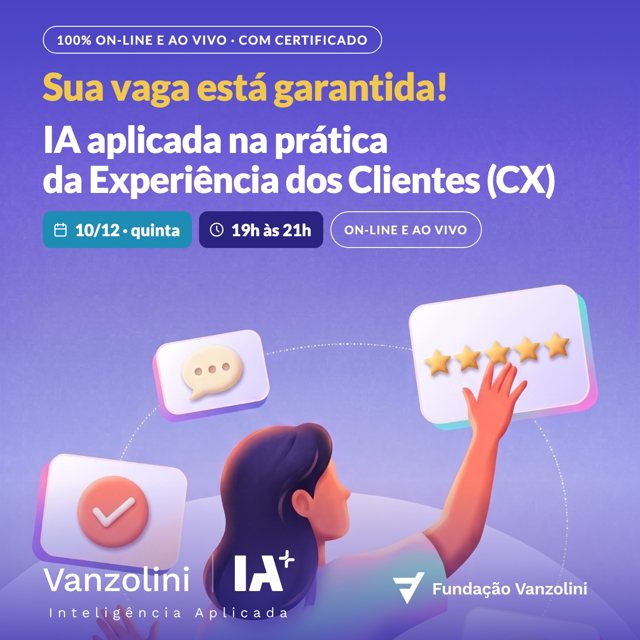 100% ON-LINE E AO VIVO · COM CERTIFICADO
Sua vaga está garantida!
IA aplicada na prática
da Experiência dos Clientes (CX)
10/12 · quinta
19h às 21h
ON-LINE E AO VIVO
Vanzolini IA+
Inteligência Aplicada
Fundação Vanzolini